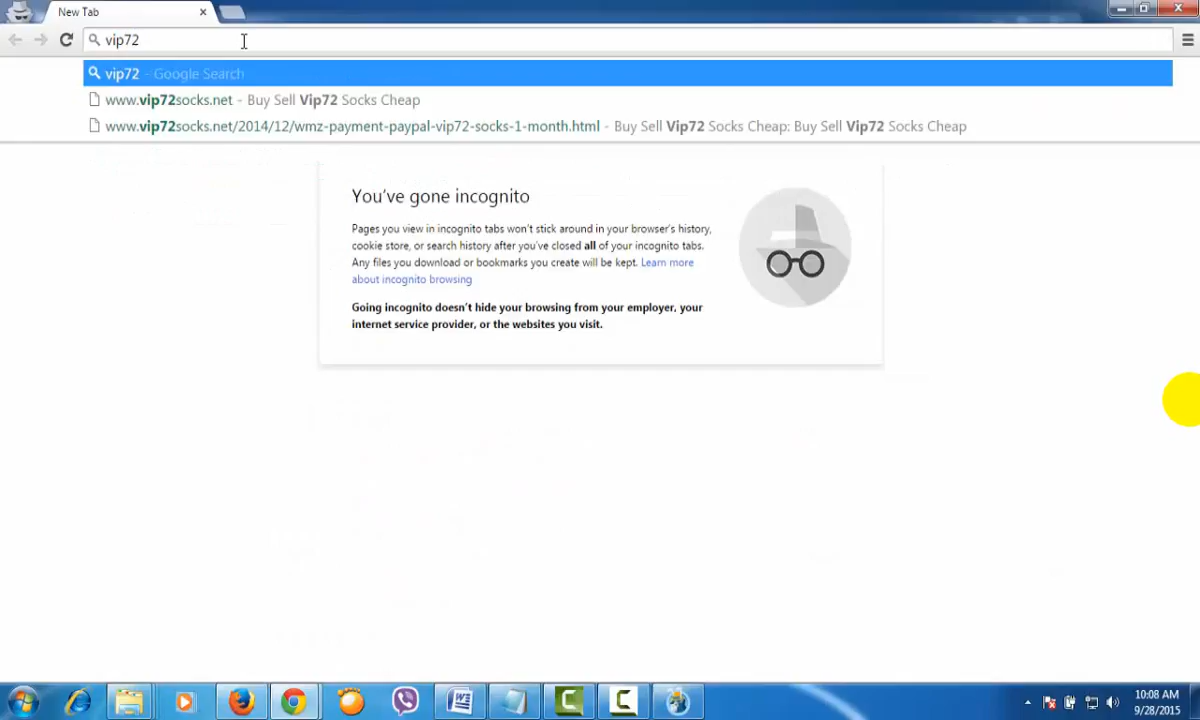 New Tab
vip72
vip72 - Google Search
www.vip72socks.net - Buy Sell Vip72 Socks Cheap
www.vip72socks.net/2014/12/wmz-payment-paypal-vip72-socks-1-month.html - Buy Sell Vip72 Socks Cheap: Buy Sell Vip72 Socks Cheap
You've gone incognito
Pages you view in incognito tabs won't stick around in your browser's history,
cookie store, or search history after you've closed all of your incognito tabs.
Any files you download or bookmarks you create will be kept. Learn more
about incognito browsing
Going incognito doesn't hide your browsing from your employer, your
internet service provider, or the websites you visit.
10:08 AM
9/28/2015